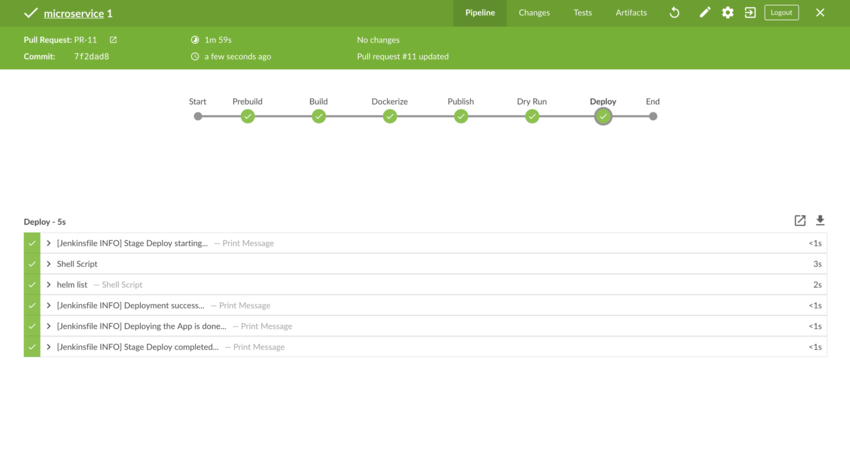 microservice 1 Pipeline Changes Tests Artifacts Logout
Pull Request: PR-11 1m 59s No changes
Commit: 7f2dad8 a few seconds ago Pull request #11 updated
Start Prebuild Build Dockerize Publish Dry Run Deploy End
Deploy - 5s
[Jenkinsfile INFO] Stage Deploy starting... — Print Message <1s
Shell Script 3s
helm list — Shell Script 2s
[Jenkinsfile INFO] Deployment success... — Print Message <1s
[Jenkinsfile INFO] Deploying the App is done... — Print Message <1s
[Jenkinsfile INFO] Stage Deploy completed... — Print Message <1s